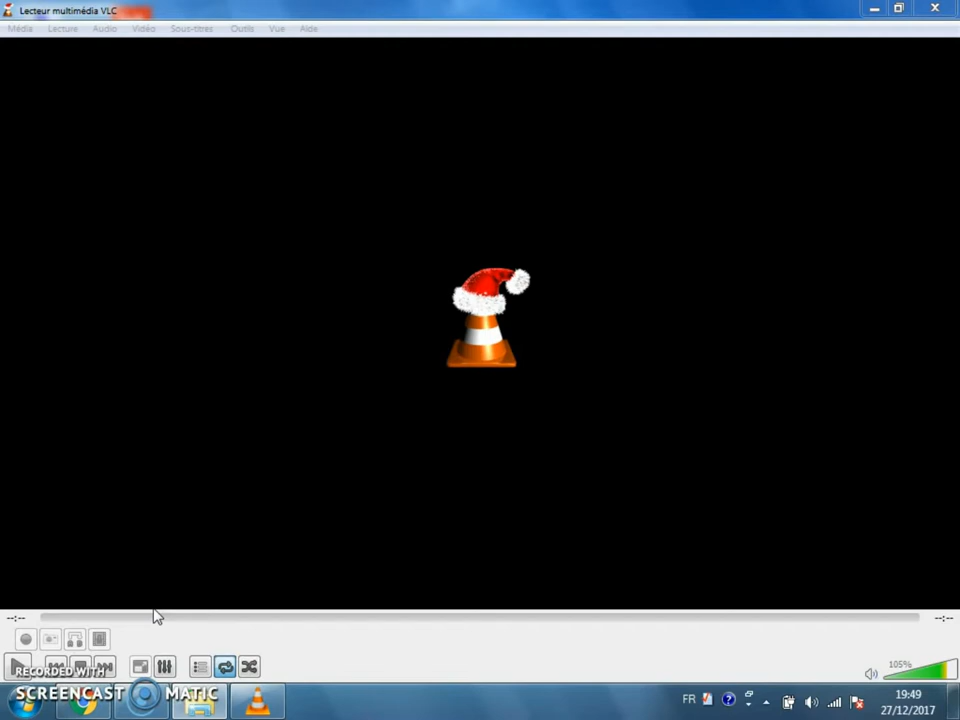 Lecteur multimédia VLC
Média Lecture Audio Vidéo Sous-titres Outils Vue Aide
--:-- --:--
105%
RECORDED WITH
SCREENCAST MATIC
FR
19:49
27/12/2017